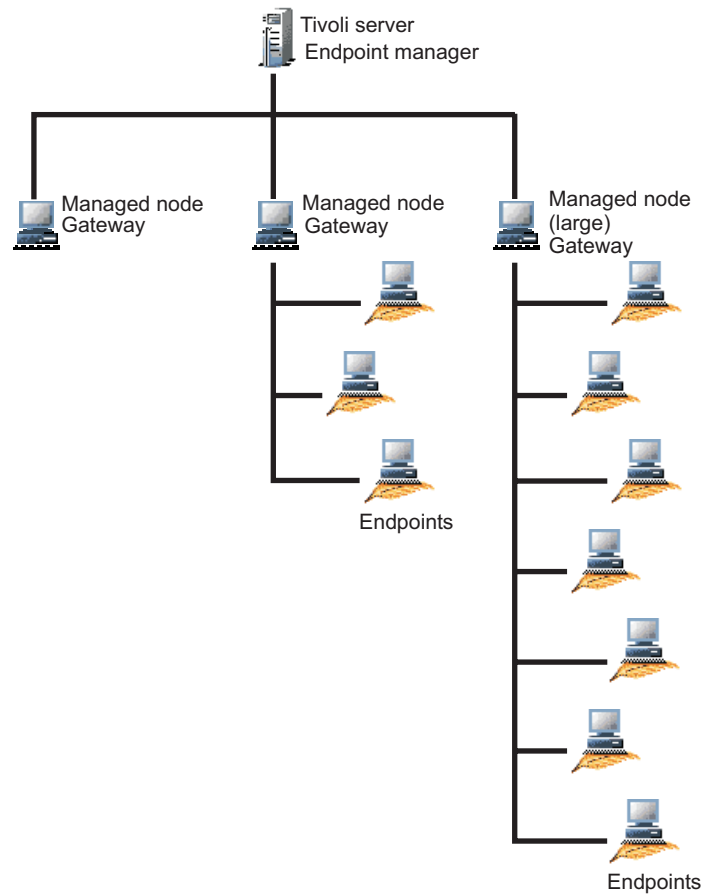 Tivoli server
Endpoint manager
Managed node
Gateway
Managed node
Gateway
Managed node
(large)
Gateway
Endpoints
Endpoints